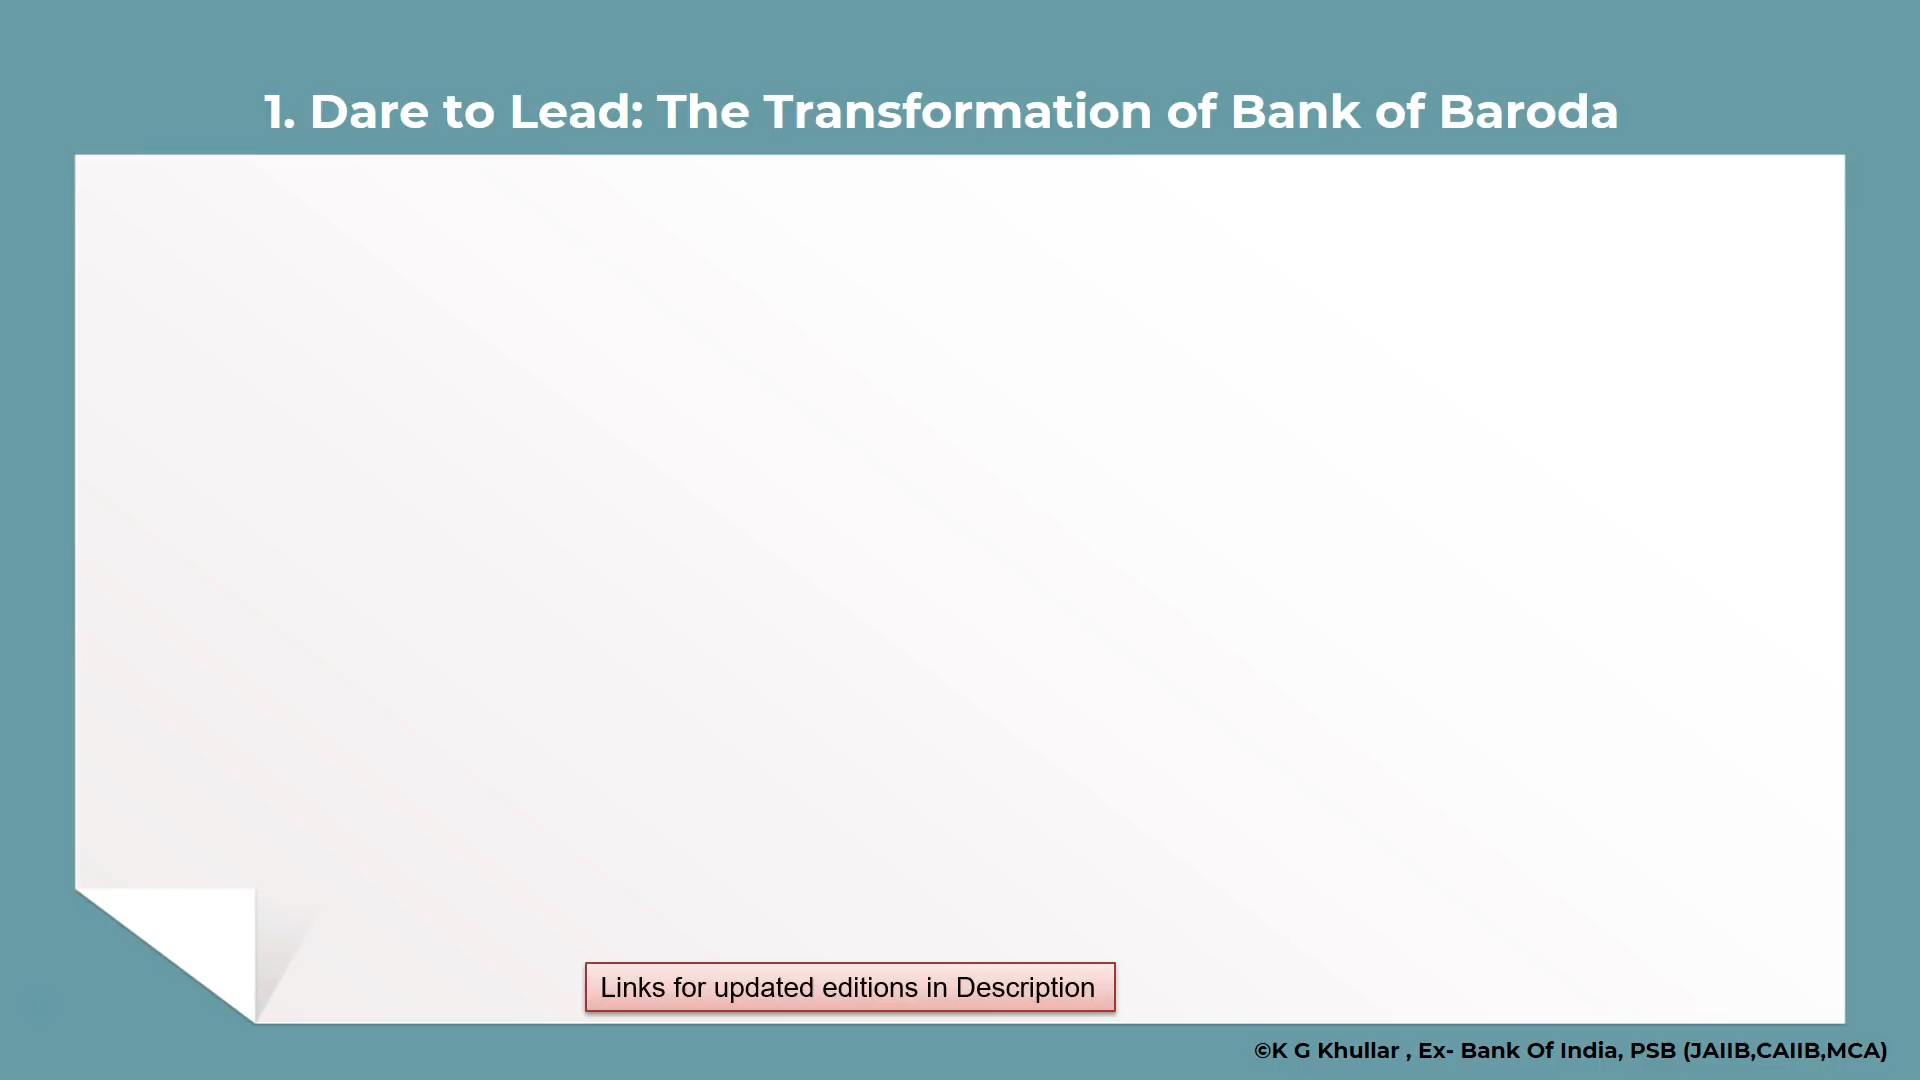 1. Dare to Lead: The Transformation of Bank of Baroda
Links for updated editions in Description
©K G Khullar , Ex- Bank Of India, PSB (JAIIB,CAIIB,MCA)